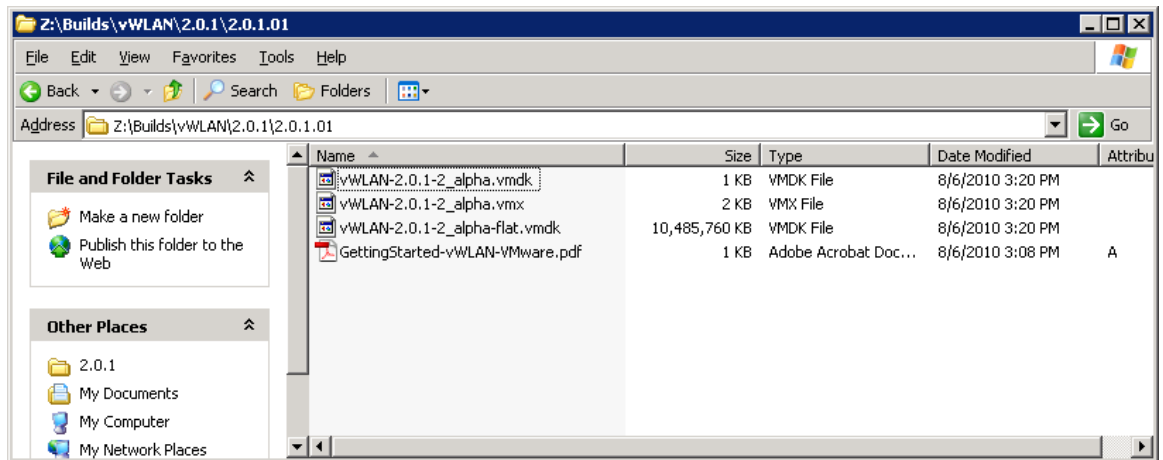 Z:\Builds\vWLAN\2.0.1\2.0.1.01
File Edit View Favorites Tools Help
Back Search Folders
Address Z:\Builds\vWLAN\2.0.1\2.0.1.01 Go
File and Folder Tasks
Make a new folder
Publish this folder to the
Web
Other Places
2.0.1
My Documents
My Computer
My Network Places
Name Size Type Date Modified Attribu
vWLAN-2.0.1-2_alpha.vmdk 1 KB VMDK File 8/6/2010 3:20 PM
vWLAN-2.0.1-2_alpha.vmx 2 KB VMX File 8/6/2010 3:20 PM
vWLAN-2.0.1-2_alpha-flat.vmdk 10,485,760 KB VMDK File 8/6/2010 3:20 PM
GettingStarted-vWLAN-VMware.pdf 1 KB Adobe Acrobat Doc... 8/6/2010 3:08 PM A